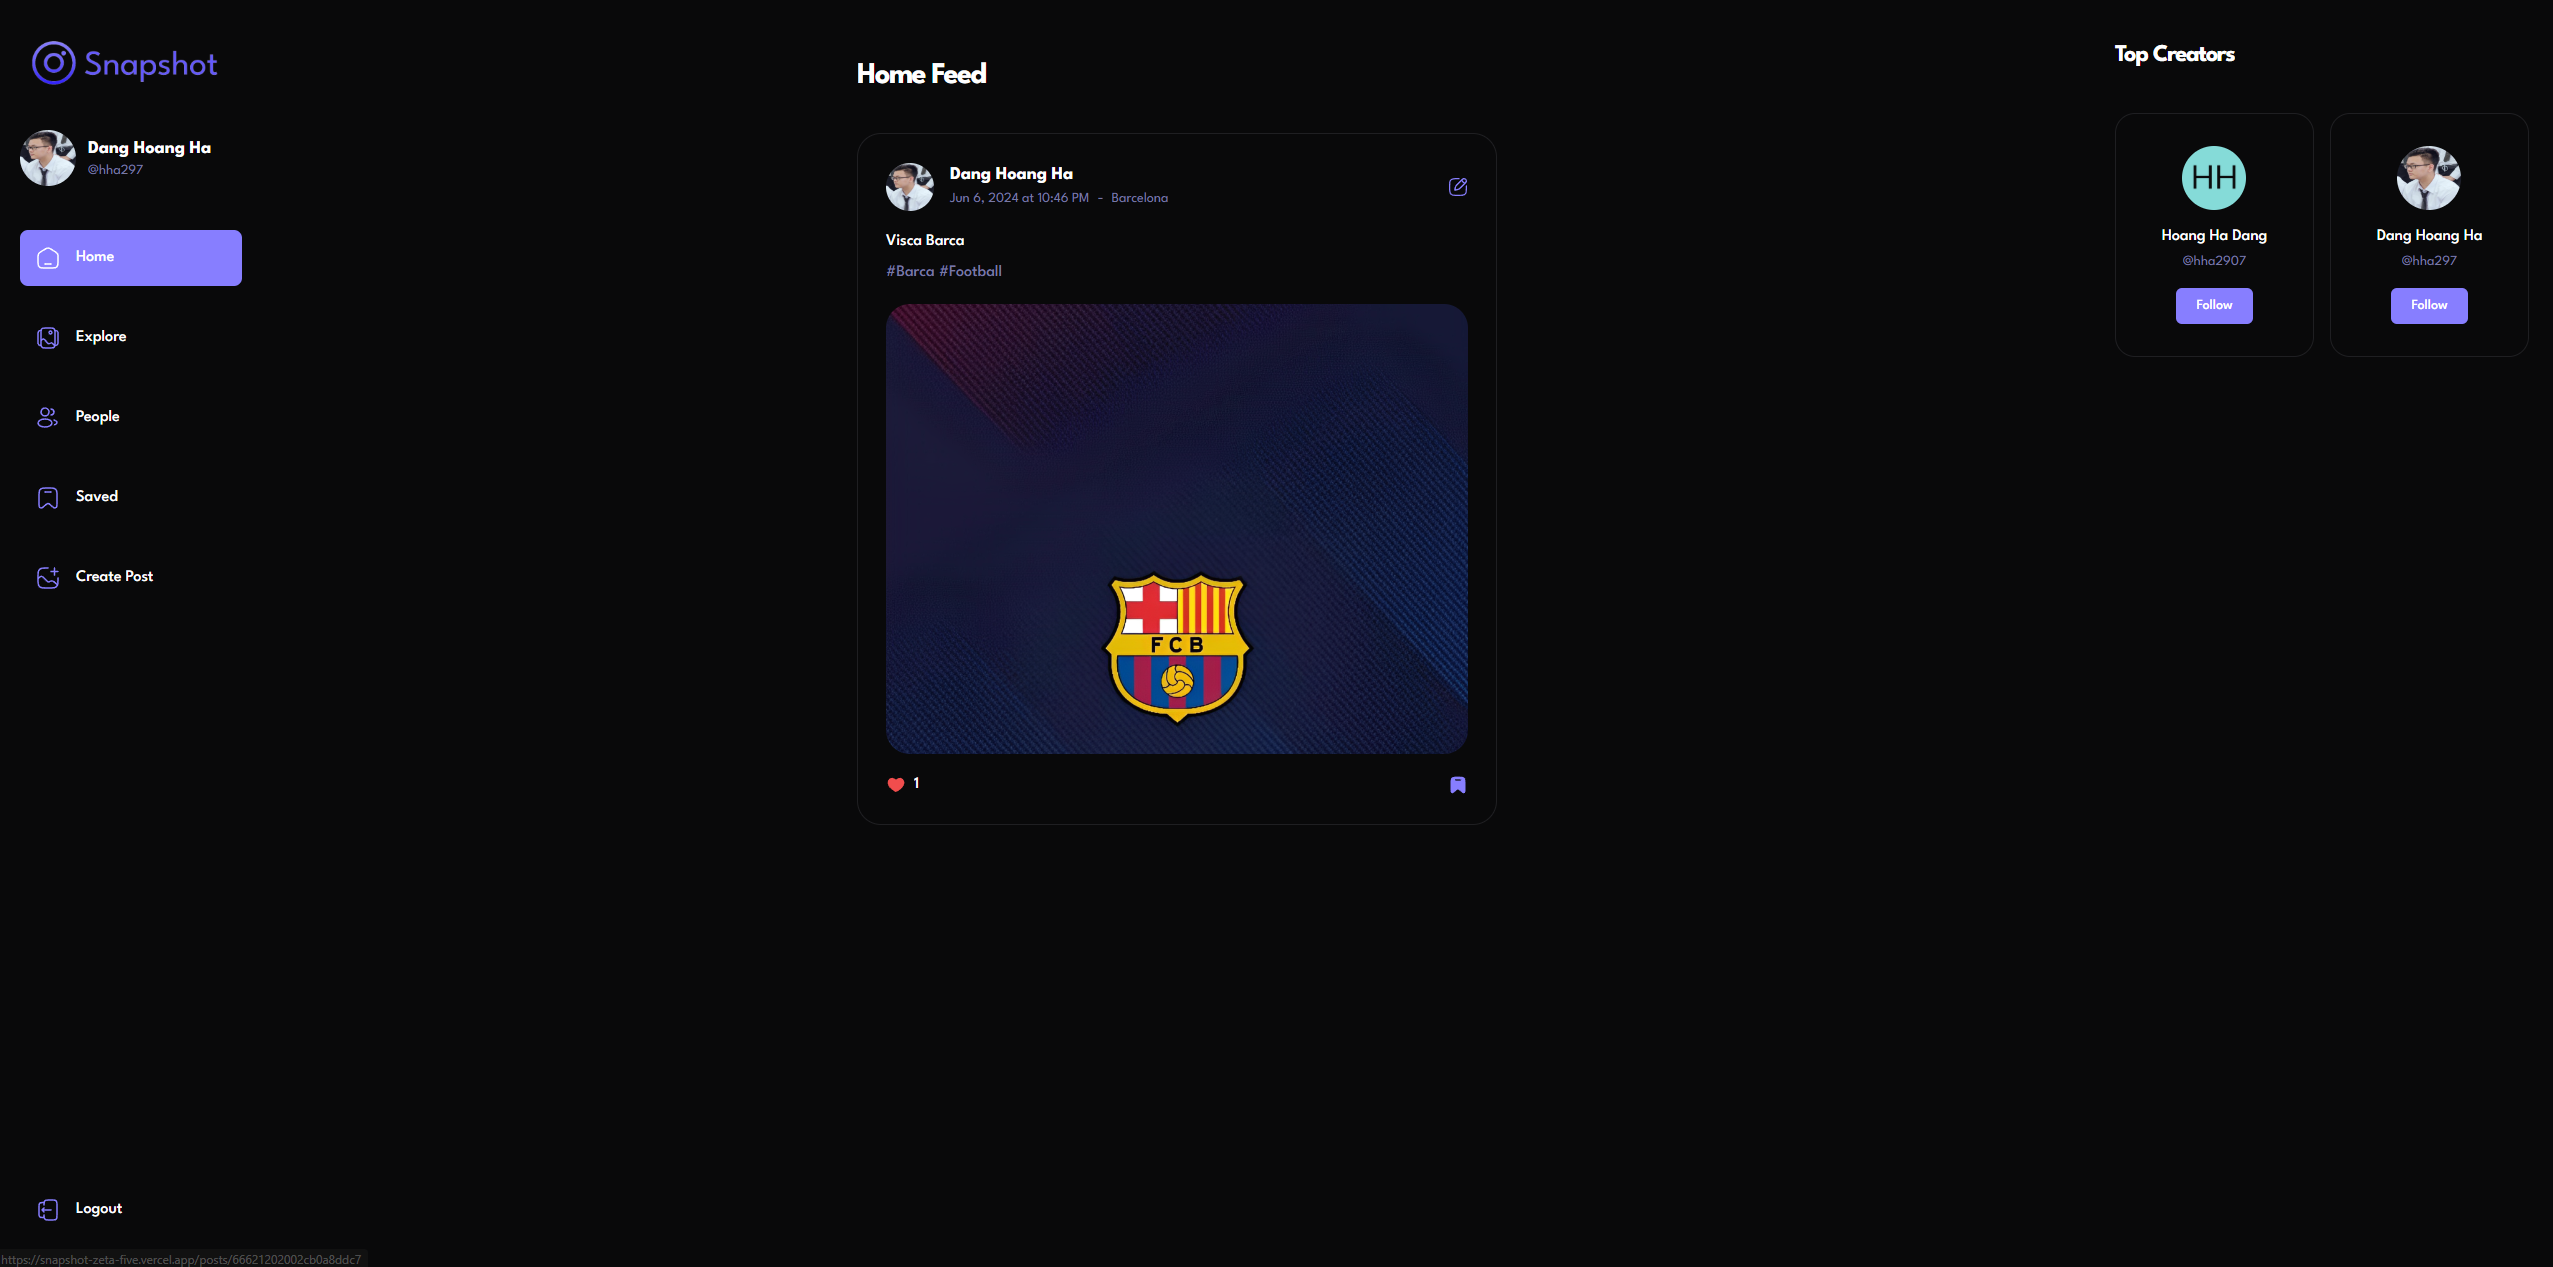 Snapshot
Dang Hoang Ha
@hha297
Home
Explore
People
Saved
Create Post
Logout
Home Feed
Dang Hoang Ha
Jun 6, 2024 at 10:46 PM - Barcelona
Visca Barca
#Barca #Football
F C B
1
Top Creators
HH
Hoang Ha Dang
@hha2907
Follow
Dang Hoang Ha
@hha297
Follow
https://snapshot-zeta-five.vercel.app/posts/66621202002cb0a8ddc7